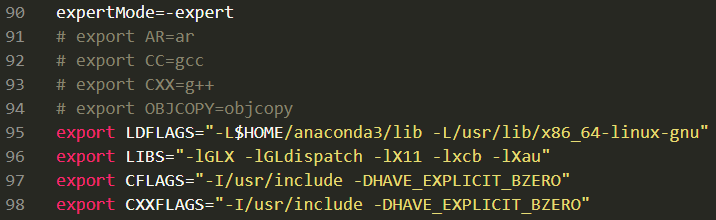 90 expertMode=-expert
91 # export AR=ar
92 # export CC=gcc
93 # export CXX=g++
94 # export OBJCOPY=objcopy
95 export LDFLAGS="-L$HOME/anaconda3/lib -L/usr/lib/x86_64-linux-gnu"
96 export LIBS="-lGLX -lGLdispatch -lX11 -lxcb -lXau"
97 export CFLAGS="-I/usr/include -DHAVE_EXPLICIT_BZERO"
98 export CXXFLAGS="-I/usr/include -DHAVE_EXPLICIT_BZERO"